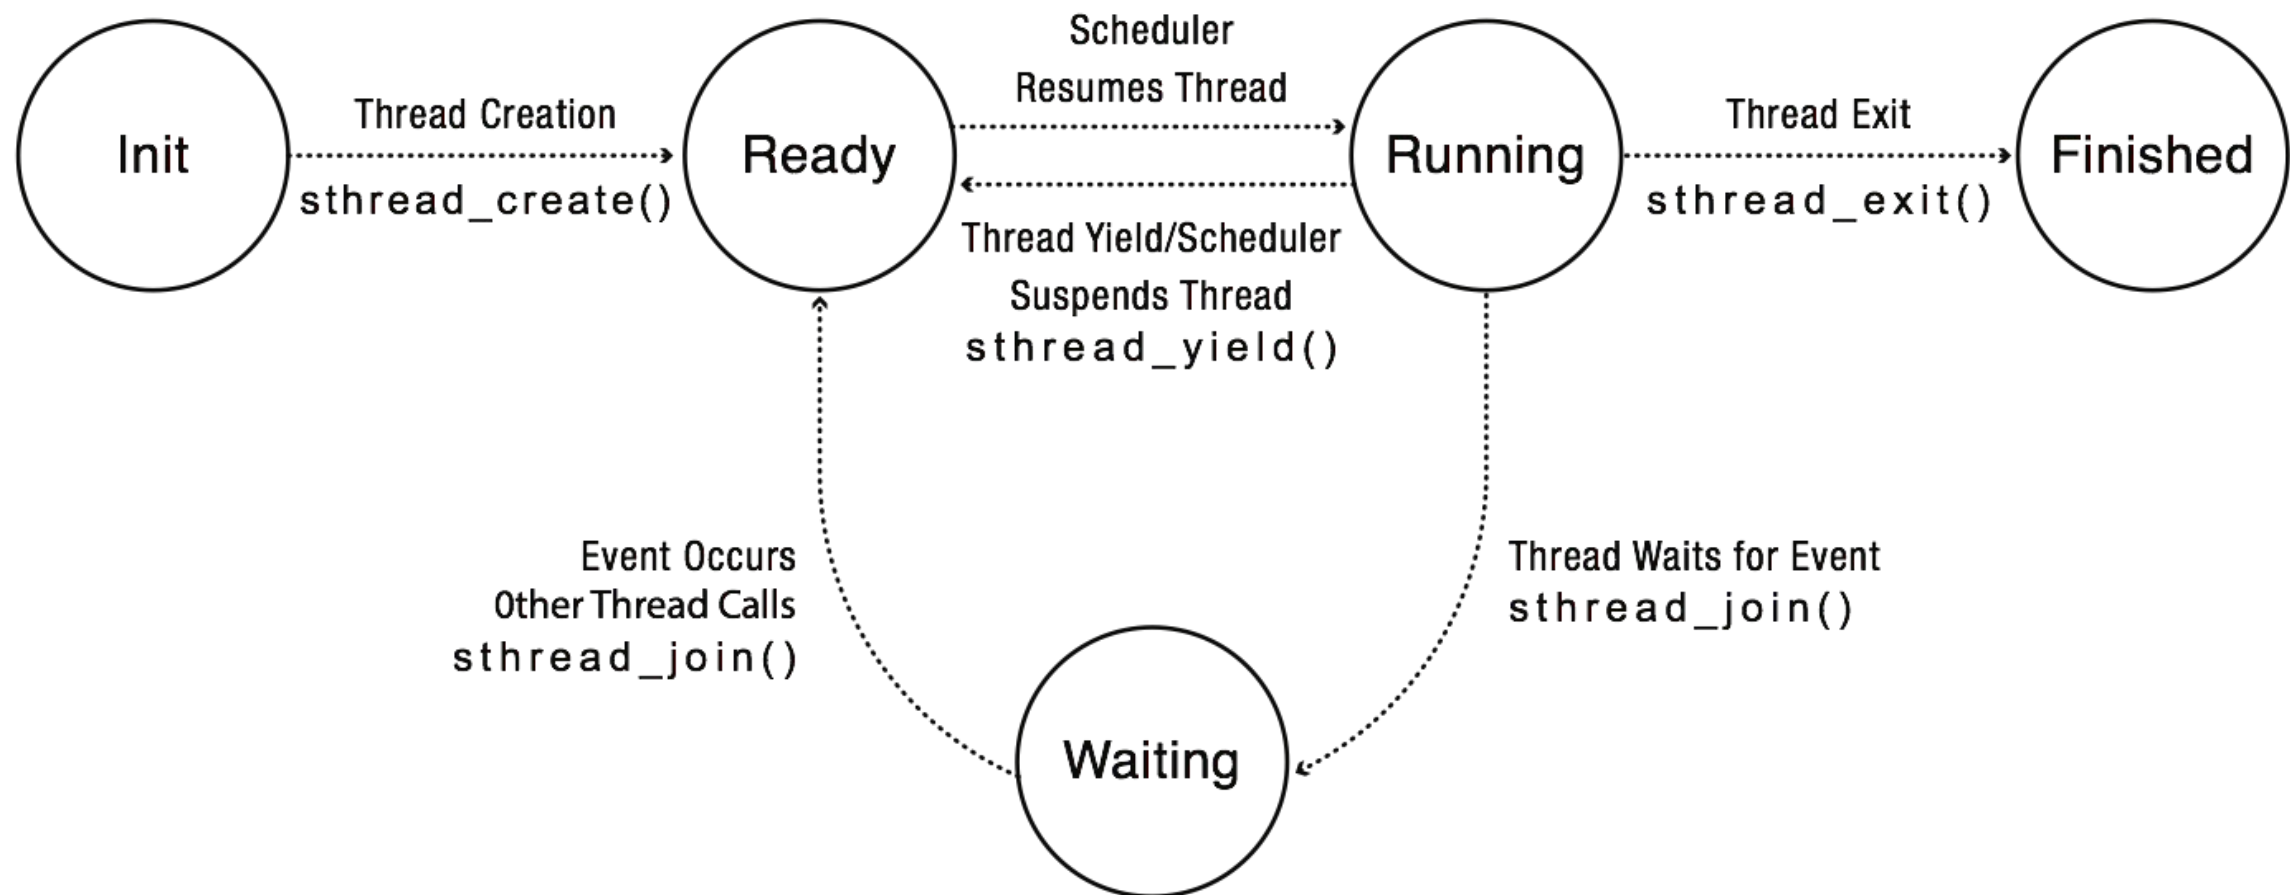 Init
Thread Creation
sthread_create()
Ready
Scheduler
Resumes Thread
Thread Yield/Scheduler
Suspends Thread
sthread_yield()
Running
Thread Exit
sthread_exit()
Finished
Event Occurs
Other Thread Calls
sthread_join()
Thread Waits for Event
sthread_join()
Waiting